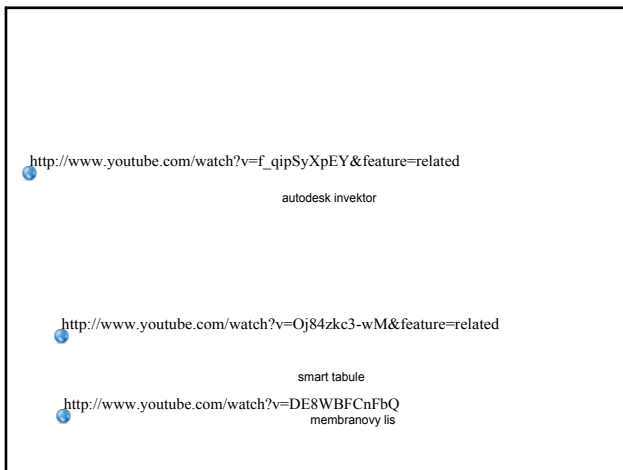 http://www.youtube.com/watch?v=f_qipSyXpEY&feature=related
autodesk invektor
http://www.youtube.com/watch?v=Oj84zkc3-wM&feature=related
smart tabule
http://www.youtube.com/watch?v=DE8WBFCnFbQ
membranovy lis